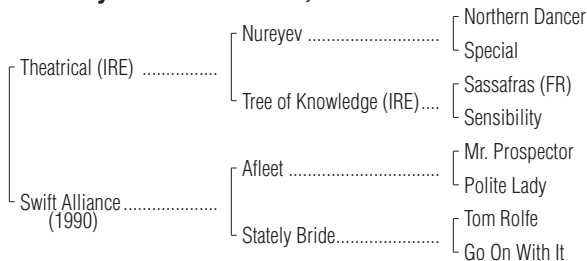 Northern Dancer
Nureyev ..............................
Special
Theatrical (IRE) .................
Sassafras (FR)
Tree of Knowledge (IRE)....
Sensibility
Mr. Prospector
Afleet ..................................
Polite Lady
Swift Alliance .....................
(1990)
Tom Rolfe
Stately Bride.......................
Go On With It